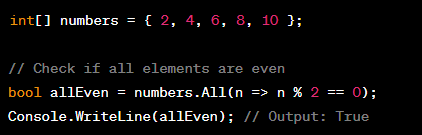 int[] numbers = { 2, 4, 6, 8, 10 };
// Check if all elements are even
bool allEven = numbers.All(n => n % 2 == 0);
Console.WriteLine(allEven); // Output: True